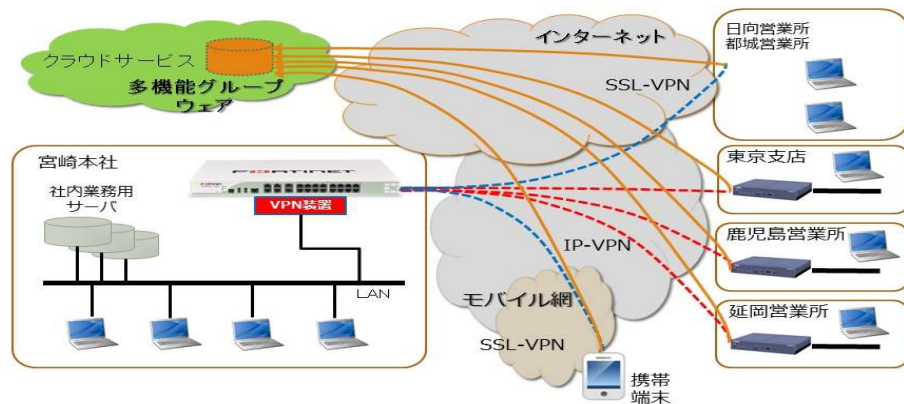 インターネット
クラウドサービス
多機能グループ
ウェア
SSL-VPN
日向営業所
都城営業所
宮崎本社
社内業務用
サーバ
FORTINET
VPN装置
LAN
東京支店
IP-VPN
鹿児島営業所
モバイル網
SSL-VPN
延岡営業所
携帯
端末